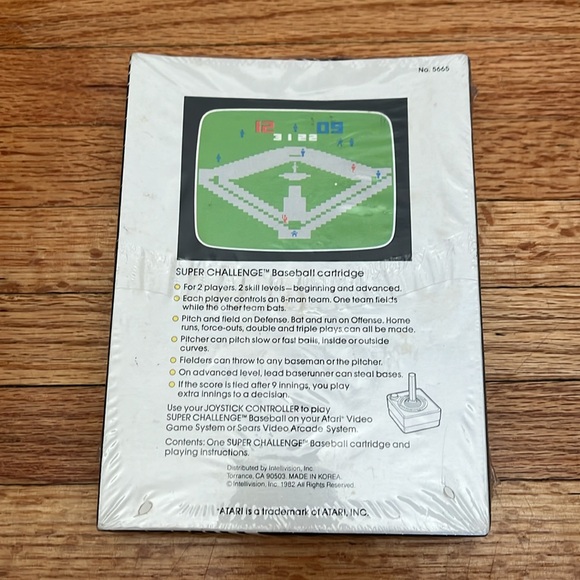 No. 5665
12 09
3 1 22
SUPER CHALLENGE™ Baseball cartridge
For 2 players. 2 skill levels—beginning and advanced.
Each player controls an 8-man team. One team fields
while the other team bats.
Pitch and field on Defense. Bat and run on Offense. Home
runs, force-outs, double and triple plays can all be made.
Pitcher can pitch slow or fast balls, inside or outside
curves.
Fielders can throw to any baseman or the pitcher.
On advanced level, lead baserunner can steal bases.
If the score is tied after 9 innings, you play
extra innings to a decision.
Use your JOYSTICK CONTROLLER to play
SUPER CHALLENGE™ Baseball on your Atari® Video
Game System or Sears Video Arcade System.
Contents: One SUPER CHALLENGE™ Baseball cartridge and
playing instructions.
Distributed by Intellivision, Inc.
Torrance, CA 90503. MADE IN KOREA.
© Intellivision, Inc. 1982 All Rights Reserved.
*ATARI is a trademark of ATARI, INC.